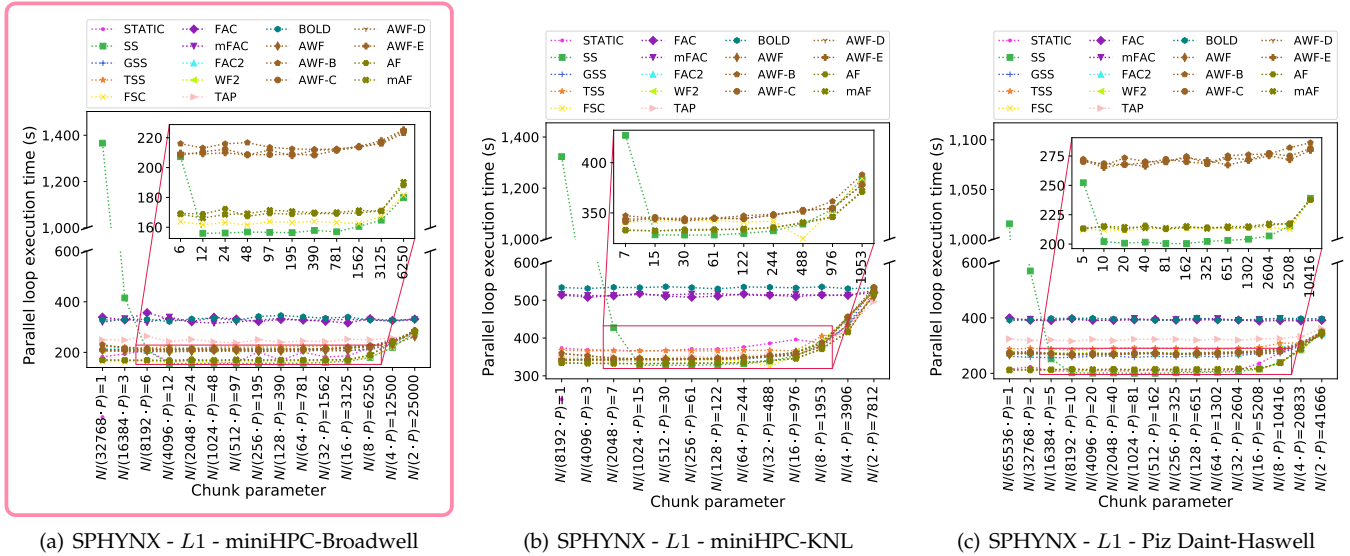 STATIC FAC BOLD AWF-D
SS mFAC AWF AWF-E
GSS FAC2 AWF-B AF
TSS WF2 AWF-C mAF
FSC TAP
Parallel loop execution time (s)
1,400
1,200
1,000
600
400
200
220
200
180
160
6
12
24
48
97
195
390
781
1562
3125
6250
N/(32768 · P)=1
N/(16384 · P)=3
N/(8192 · P)=6
N/(4096 · P)=12
N/(2048 · P)=24
N/(1024 · P)=48
N/(512 · P)=97
N/(256 · P)=195
N/(128 · P)=390
N/(64 · P)=781
N/(32 · P)=1562
N/(16 · P)=3125
N/(8 · P)=6250
N/(4 · P)=12500
N/(2 · P)=25000
Chunk parameter
(a) SPHYNX - L1 - miniHPC-Broadwell
STATIC FAC BOLD AWF-D
SS mFAC AWF AWF-E
GSS FAC2 AWF-B AF
TSS WF2 AWF-C mAF
FSC TAP
Parallel loop execution time (s)
1,400
1,200
1,000
600
500
400
300
400
350
7
15
30
61
122
244
488
976
1953
N/(8192 · P)=1
N/(4096 · P)=3
N/(2048 · P)=7
N/(1024 · P)=15
N/(512 · P)=30
N/(256 · P)=61
N/(128 · P)=122
N/(64 · P)=244
N/(32 · P)=488
N/(16 · P)=976
N/(8 · P)=1953
N/(4 · P)=3906
N/(2 · P)=7812
Chunk parameter
(b) SPHYNX - L1 - miniHPC-KNL
STATIC FAC BOLD AWF-D
SS mFAC AWF AWF-E
GSS FAC2 AWF-B AF
TSS WF2 AWF-C mAF
FSC TAP
Parallel loop execution time (s)
1,100
1,050
1,000
600
400
200
275
250
225
200
5
10
20
40
81
162
325
651
1302
2604
5208
10416
N/(65536 · P)=1
N/(32768 · P)=2
N/(16384 · P)=5
N/(8192 · P)=10
N/(4096 · P)=20
N/(2048 · P)=40
N/(1024 · P)=81
N/(512 · P)=162
N/(256 · P)=325
N/(128 · P)=651
N/(64 · P)=1302
N/(32 · P)=2604
N/(16 · P)=5208
N/(8 · P)=10416
N/(4 · P)=20833
N/(2 · P)=41666
Chunk parameter
(c) SPHYNX - L1 - Piz Daint-Haswell